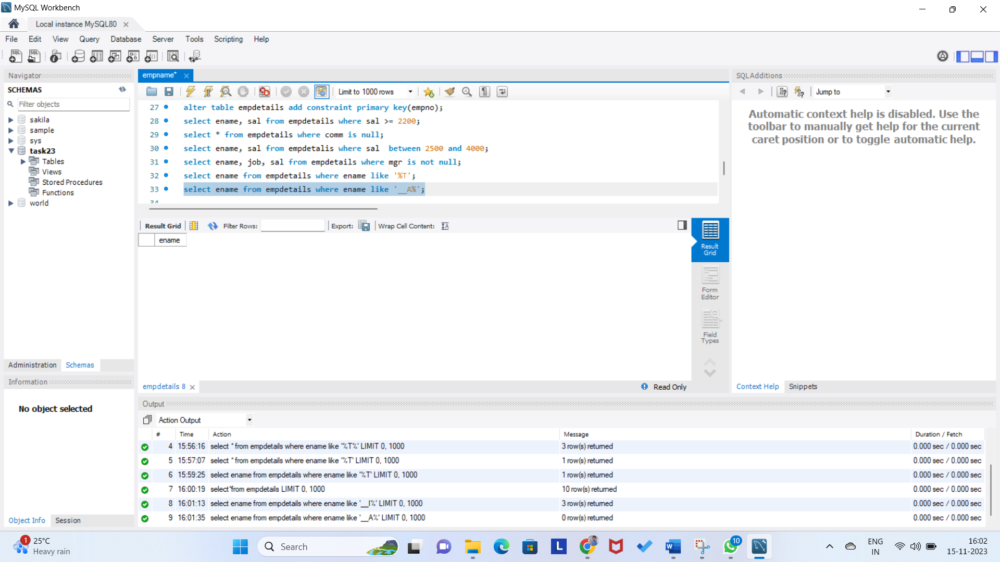 MySQL Workbench
Local instance MySQL80
File Edit View Query Database Server Tools Scripting Help
Navigator
SCHEMAS
Filter objects
sakila
sample
sys
task23
Tables
Views
Stored Procedures
Functions
world
Administration Schemas
Information
No object selected
Object Info Session
empname*
Limit to 1000 rows
27 alter table empdetails add constraint primary key(empno);
28 select ename, sal from empdetails where sal >= 2200;
29 select * from empdetails where comm is null;
30 select ename, sal from empdetalis where sal  between 2500 and 4000;
31 select ename, job, sal from empdetails where mgr is not null;
32 select ename from empdetails where ename like '%T';
33 select ename from empdetails where ename like '__A%';
34
Result Grid Filter Rows: Export: Wrap Cell Content:
ename
Result
Grid
Form
Editor
Field
Types
empdetails 8
Read Only
SQLAdditions
Jump to
Automatic context help is disabled. Use the
toolbar to manually get help for the current
caret position or to toggle automatic help.
Context Help Snippets
Output
Action Output
# Time Action Message Duration / Fetch
4 15:56:16 select * from empdetails where ename like '%T%' LIMIT 0, 1000 3 row(s) returned 0.000 sec / 0.000 sec
5 15:57:07 select * from empdetails where ename like '%T' LIMIT 0, 1000 1 row(s) returned 0.000 sec / 0.000 sec
6 15:59:25 select ename from empdetails where ename like '%T' LIMIT 0, 1000 1 row(s) returned 0.000 sec / 0.000 sec
7 16:00:19 select*from empdetails LIMIT 0, 1000 10 row(s) returned 0.000 sec / 0.000 sec
8 16:01:13 select ename from empdetails where ename like '__I%' LIMIT 0, 1000 3 row(s) returned 0.000 sec / 0.000 sec
9 16:01:35 select ename from empdetails where ename like '__A%' LIMIT 0, 1000 0 row(s) returned 0.000 sec / 0.000 sec
1
25°C
Heavy rain
Search
L
W
10
ENG
IN
16:02
15-11-2023